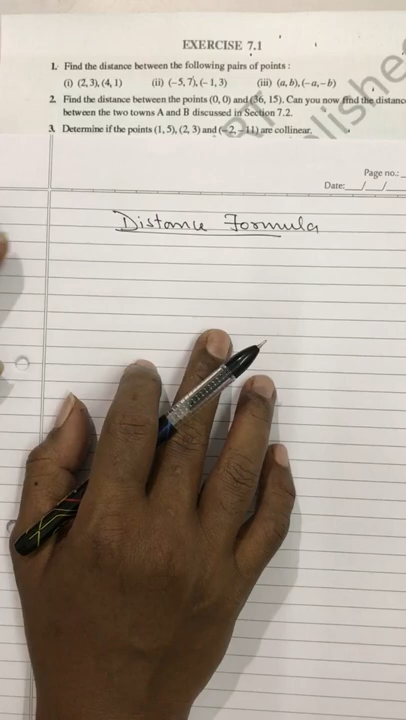 EXERCISE 7.1
1. Find the distance between the following pairs of points :
(i) (2, 3), (4, 1) (ii) (– 5, 7), (– 1, 3) (iii) (a, b), (– a, – b)
2. Find the distance between the points (0, 0) and (36, 15). Can you now find the distance
between the two towns A and B discussed in Section 7.2.
3. Determine if the points (1, 5), (2, 3) and (– 2, – 11) are collinear.
Page no.:
Date: / /
Distance Formula